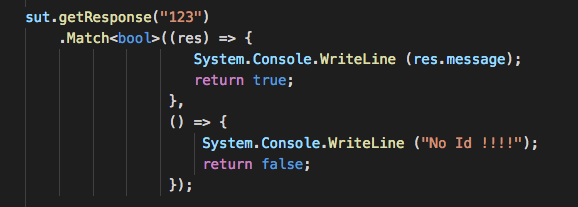 sut.getResponse("123")
.Match<bool>((res) => {
System.Console.WriteLine (res.message);
return true;
},
() => {
System.Console.WriteLine ("No Id !!!!");
return false;
});